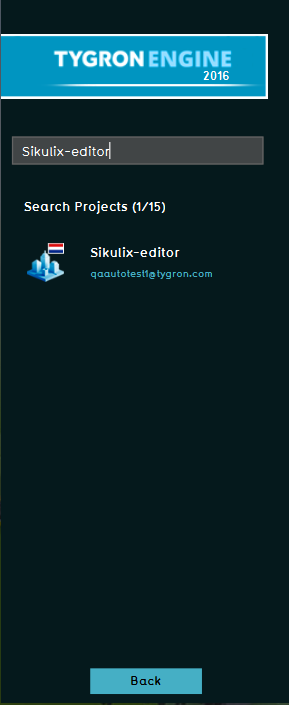 TYGRON ENGINE
2016
Sikulix-editor
Search Projects (1/15)
Sikulix-editor
qaautotest1@tygron.com
Back